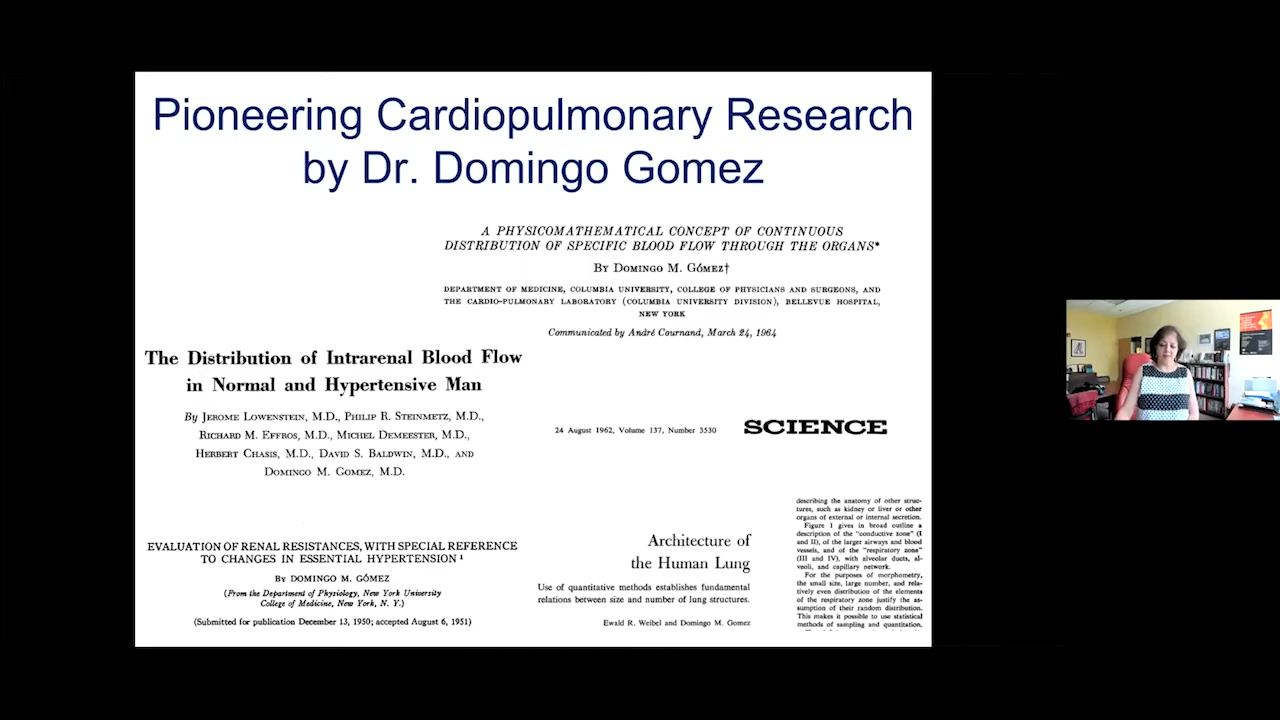 Pioneering Cardiopulmonary Research
by Dr. Domingo Gomez
A PHYSICOMATHEMATICAL CONCEPT OF CONTINUOUS
DISTRIBUTION OF SPECIFIC BLOOD FLOW THROUGH THE ORGANS*
BY DOMINGO M. GÓMEZ†
DEPARTMENT OF MEDICINE, COLUMBIA UNIVERSITY, COLLEGE OF PHYSICIANS AND SURGEONS, AND
THE CARDIO-PULMONARY LABORATORY (COLUMBIA UNIVERSITY DIVISION), BELLEVUE HOSPITAL,
NEW YORK
Communicated by André Cournand, March 24, 1964
The Distribution of Intrarenal Blood Flow
in Normal and Hypertensive Man
By JEROME LOWENSTEIN, M.D., PHILIP R. STEINMETZ, M.D.,
RICHARD M. EFFROS, M.D., MICHEL DEMEESTER, M.D.,
HERBERT CHASIS, M.D., DAVID S. BALDWIN, M.D., AND
DOMINGO M. GOMEZ, M.D.
24 August 1962, Volume 137, Number 3530
SCIENCE
EVALUATION OF RENAL RESISTANCES, WITH SPECIAL REFERENCE
TO CHANGES IN ESSENTIAL HYPERTENSION 1
BY DOMINGO M. GÓMEZ
(From the Department of Physiology, New York University
College of Medicine, New York, N. Y.)
(Submitted for publication December 13, 1950; accepted August 6, 1951)
Architecture of
the Human Lung
Use of quantitative methods establishes fundamental
relations between size and number of lung structures.
Ewald R. Weibel and Domingo M. Gomez
describing the anatomy of other struc-
tures, such as kidney or liver or other
organs of external or internal secretion.
Figure 1 gives in broad outline a
description of the "conductive zone" (I
and II), of the larger airways and blood
vessels, and of the "respiratory zone"
(III and IV), with alveolar ducts, al-
veoli, and capillary network.
For the purposes of morphometry,
the small size, large number, and rela-
tively even distribution of the elements
of the respiratory zone justify the as-
sumption of their random distribution.
This makes it possible to use statistical
methods of sampling and quantitation.